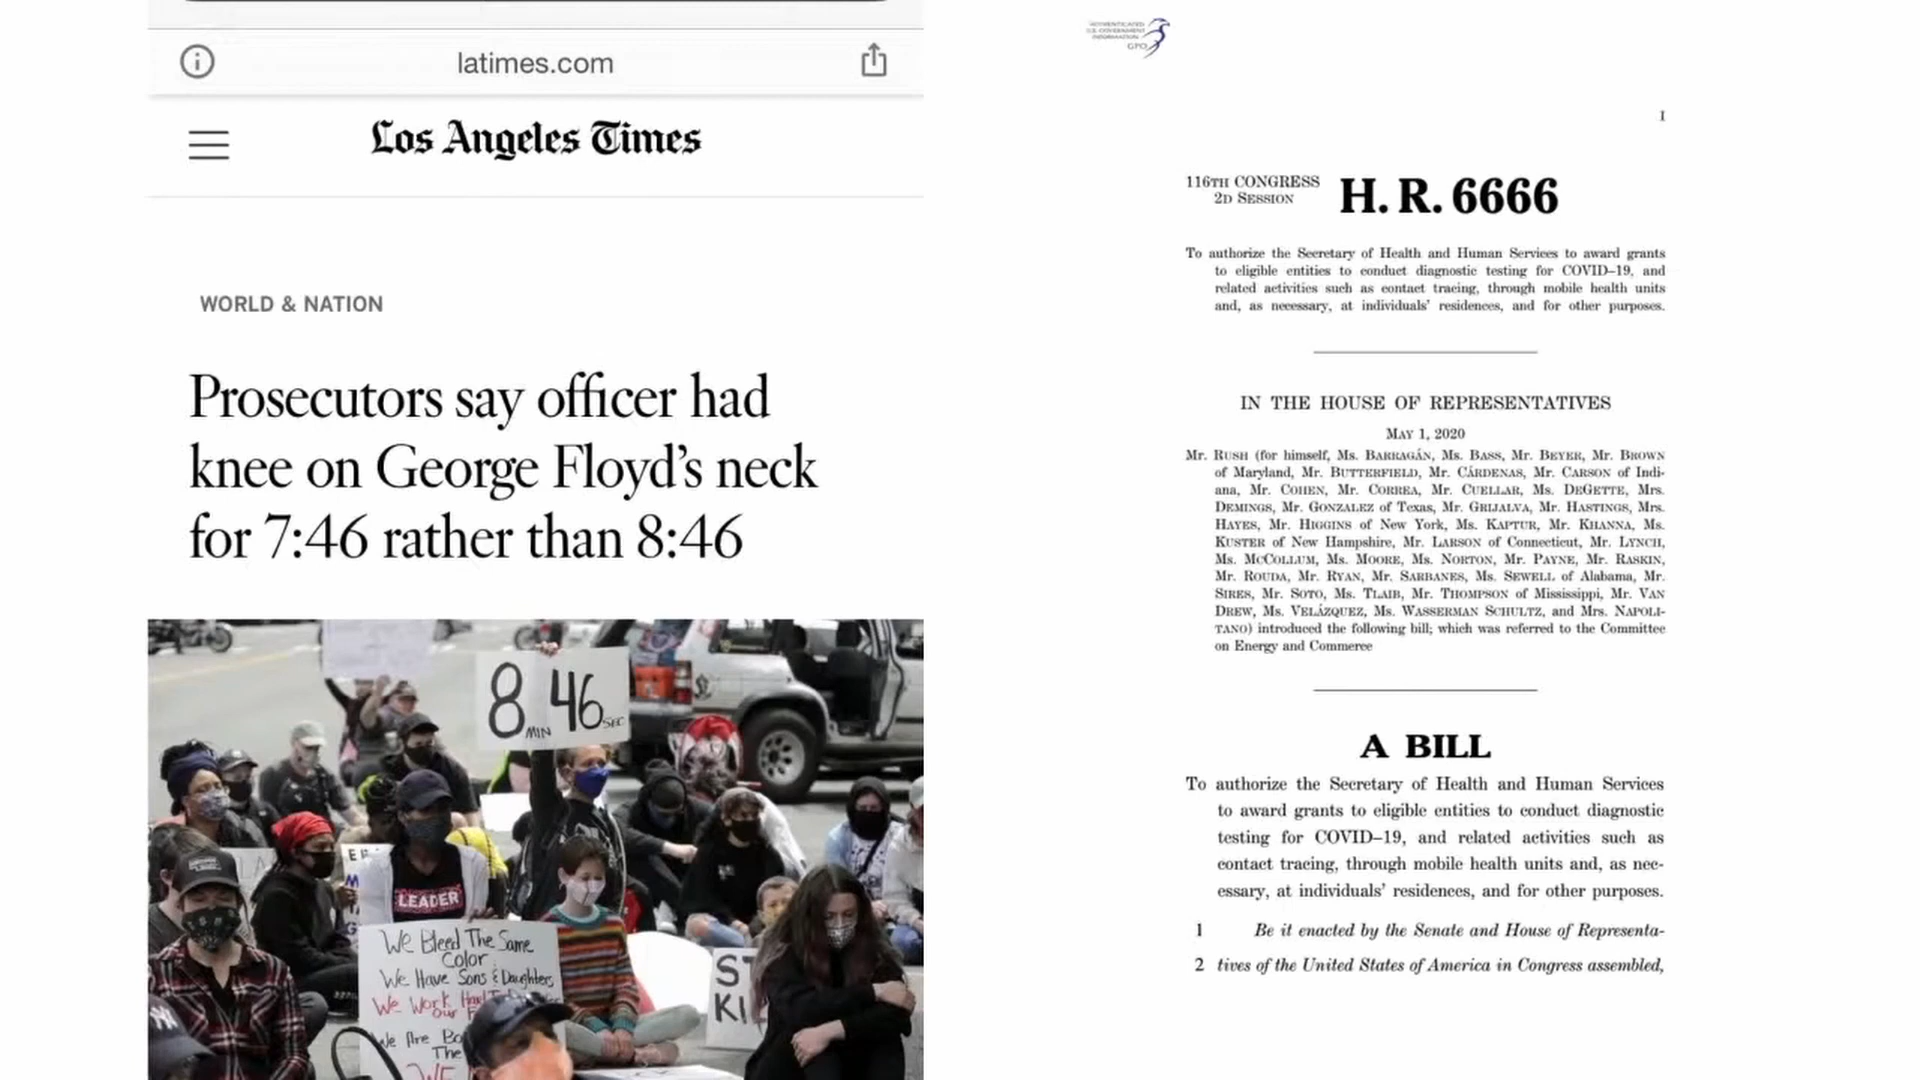 latimes.com
Los Angeles Times
WORLD & NATION
Prosecutors say officer had
knee on George Floyd's neck
for 7:46 rather than 8:46
8 MIN 46 SEC
LEADER
We Bleed The Same
Color
We Have Sons & Daughters
We Work
Our
We Are
The
WE
AUTHENTICATED
U.S. GOVERNMENT
INFORMATION
GPO
I
116TH CONGRESS
2D SESSION
H. R. 6666
To authorize the Secretary of Health and Human Services to award grants
to eligible entities to conduct diagnostic testing for COVID–19, and
related activities such as contact tracing, through mobile health units
and, as necessary, at individuals' residences, and for other purposes.
IN THE HOUSE OF REPRESENTATIVES
MAY 1, 2020
Mr. RUSH (for himself, Ms. BARRAGÁN, Ms. BASS, Mr. BEYER, Mr. BROWN
of Maryland, Mr. BUTTERFIELD, Mr. CÁRDENAS, Mr. CARSON of Indi-
ana, Mr. COHEN, Mr. CORREA, Mr. CUELLAR, Ms. DEGETTE, Mrs.
DEMINGS, Mr. GONZALEZ of Texas, Mr. GRIJALVA, Mr. HASTINGS, Mrs.
HAYES, Mr. HIGGINS of New York, Ms. KAPTUR, Mr. KHANNA, Ms.
KUSTER of New Hampshire, Mr. LARSON of Connecticut, Mr. LYNCH,
Ms. MCCOLLUM, Ms. MOORE, Ms. NORTON, Mr. PAYNE, Mr. RASKIN,
Mr. ROUDA, Mr. RYAN, Mr. SARBANES, Ms. SEWELL of Alabama, Mr.
SIRES, Mr. SOTO, Ms. TLAIB, Mr. THOMPSON of Mississippi, Mr. VAN
DREW, Ms. VELÁZQUEZ, Ms. WASSERMAN SCHULTZ, and Mrs. NAPOLI-
TANO) introduced the following bill; which was referred to the Committee
on Energy and Commerce
A BILL
To authorize the Secretary of Health and Human Services
to award grants to eligible entities to conduct diagnostic
testing for COVID–19, and related activities such as
contact tracing, through mobile health units and, as nec-
essary, at individuals' residences, and for other purposes.
1 Be it enacted by the Senate and House of Representa-
2 tives of the United States of America in Congress assembled,